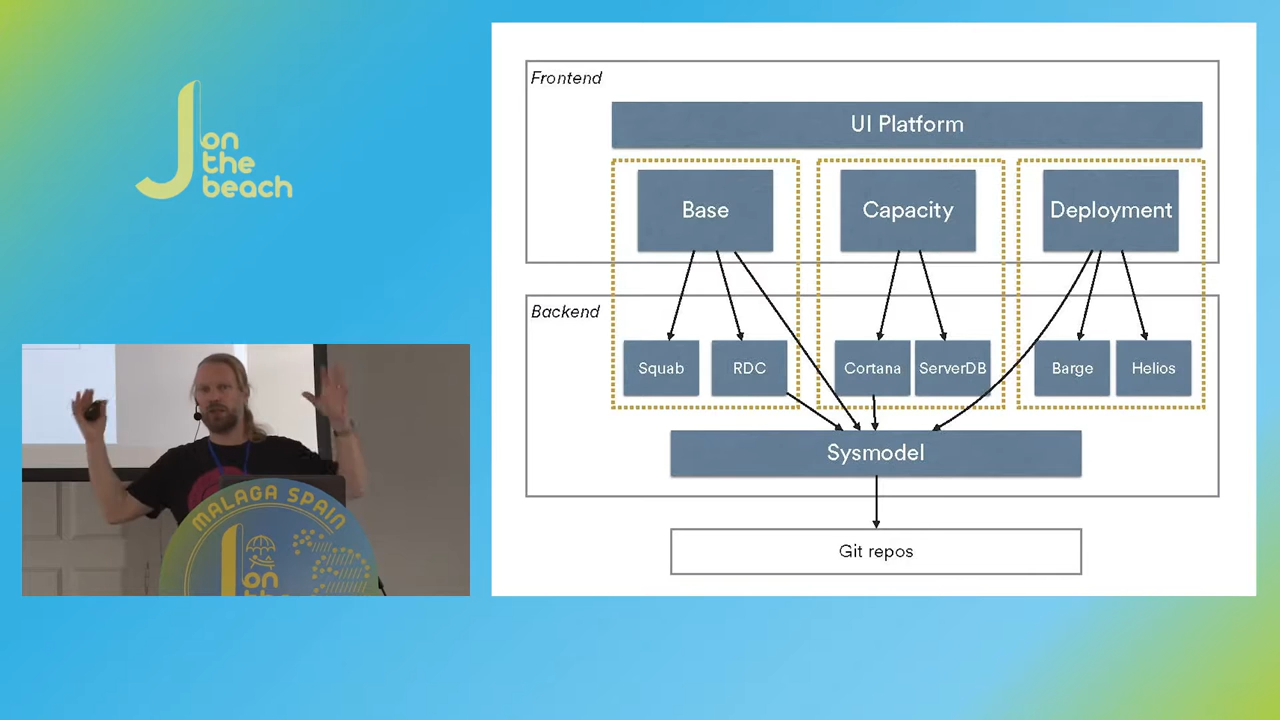 J on
the
beach
Frontend
UI Platform
Base
Capacity
Deployment
Backend
Squab
RDC
Cortana
ServerDB
Barge
Helios
Sysmodel
Git repos
MALAGA SPAIN
J on